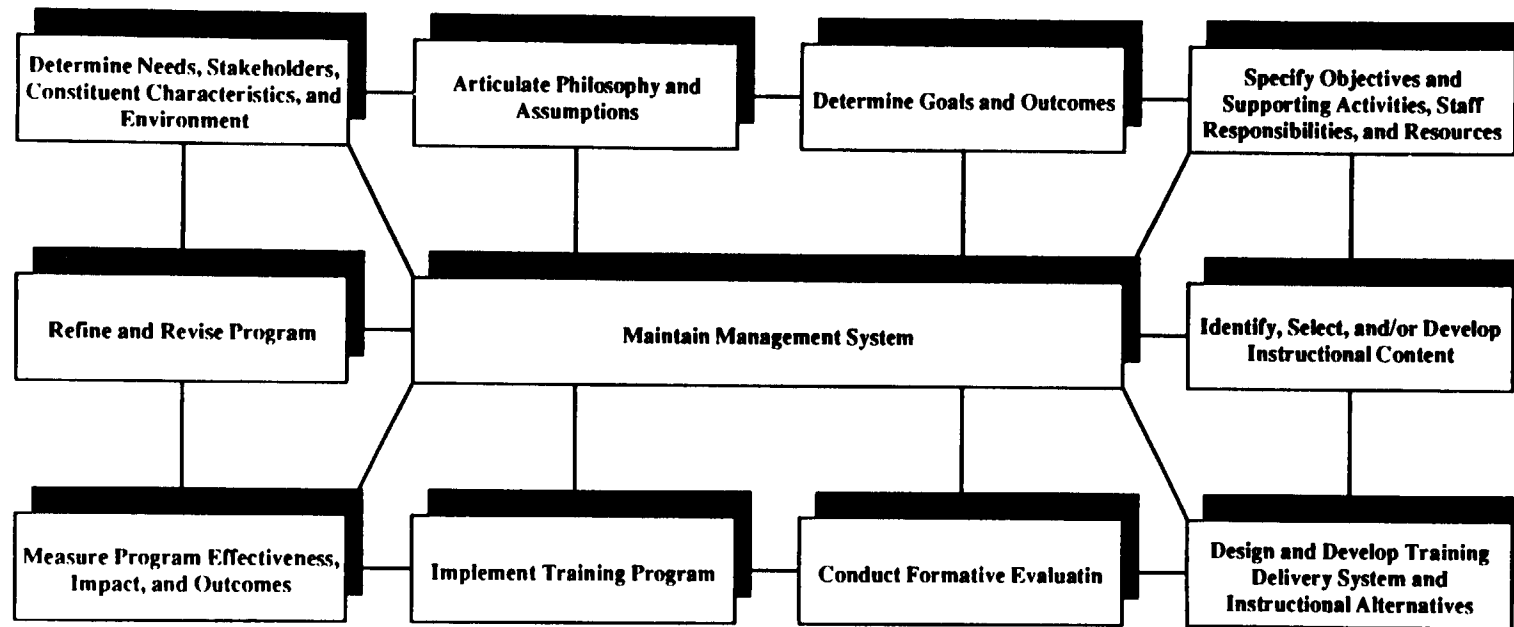 Determine Needs, Stakeholders,
Constituent Characteristics, and
Environment
Articulate Philosophy and
Assumptions
Determine Goals and Outcomes
Specify Objectives and
Supporting Activities, Staff
Responsibilities, and Resources
Refine and Revise Program
Maintain Management System
Identify, Select, and/or Develop
Instructional Content
Measure Program Effectiveness,
Impact, and Outcomes
Implement Training Program
Conduct Formative Evaluatin
Design and Develop Training
Delivery System and
Instructional Alternatives